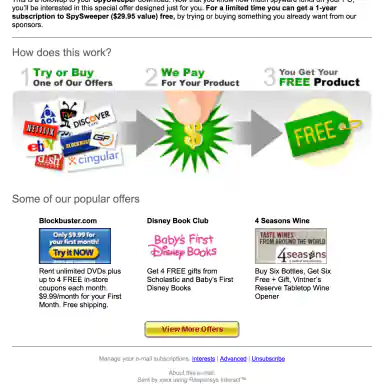 you'll be interested in this special offer designed just for you. For a limited time you can get a 1-year
subscription to SpySweeper ($29.95 value) free, by trying or buying something you already want from our
sponsors.
How does this work?
1 Try or Buy
One of Our Offers
2 We Pay
For Your Product
3 You Get Your
FREE Product
AOL
TiVo
DISCOVER
NETFLIX
BLOCKBUSTER
GAP
ebY
dish
cingular
$
FREE
Some of our popular offers
Blockbuster.com
Disney Book Club
4 Seasons Wine
Only $9.99 for
your first month!
Try it NOW
Baby's First
Disney Books
TASTE WINES
FROM AROUND THE WORLD
4seasons
Rent unlimited DVDs plus
up to 4 FREE in-store
coupons each month.
$9.99/month for your First
Month. Free shipping.
Get 4 FREE gifts from
Scholastic and Baby's First
Disney Books
Buy Six Bottles, Get Six
Free + Gift, Vintner's
Reserve Tabletop Wine
Opener
View More Offers
Manage your e-mail subscriptions. Interests | Advanced | Unsubscribe
About this e-mail.
Sent by xxxx using Responsys Interact™